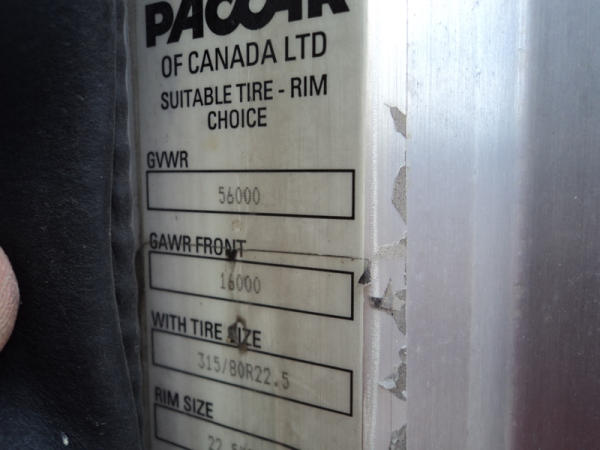 PACCAR
OF CANADA LTD
SUITABLE TIRE - RIM
CHOICE
GVWR
56000
GAWR FRONT
16000
WITH TIRE SIZE
315/80R22.5
RIM SIZE